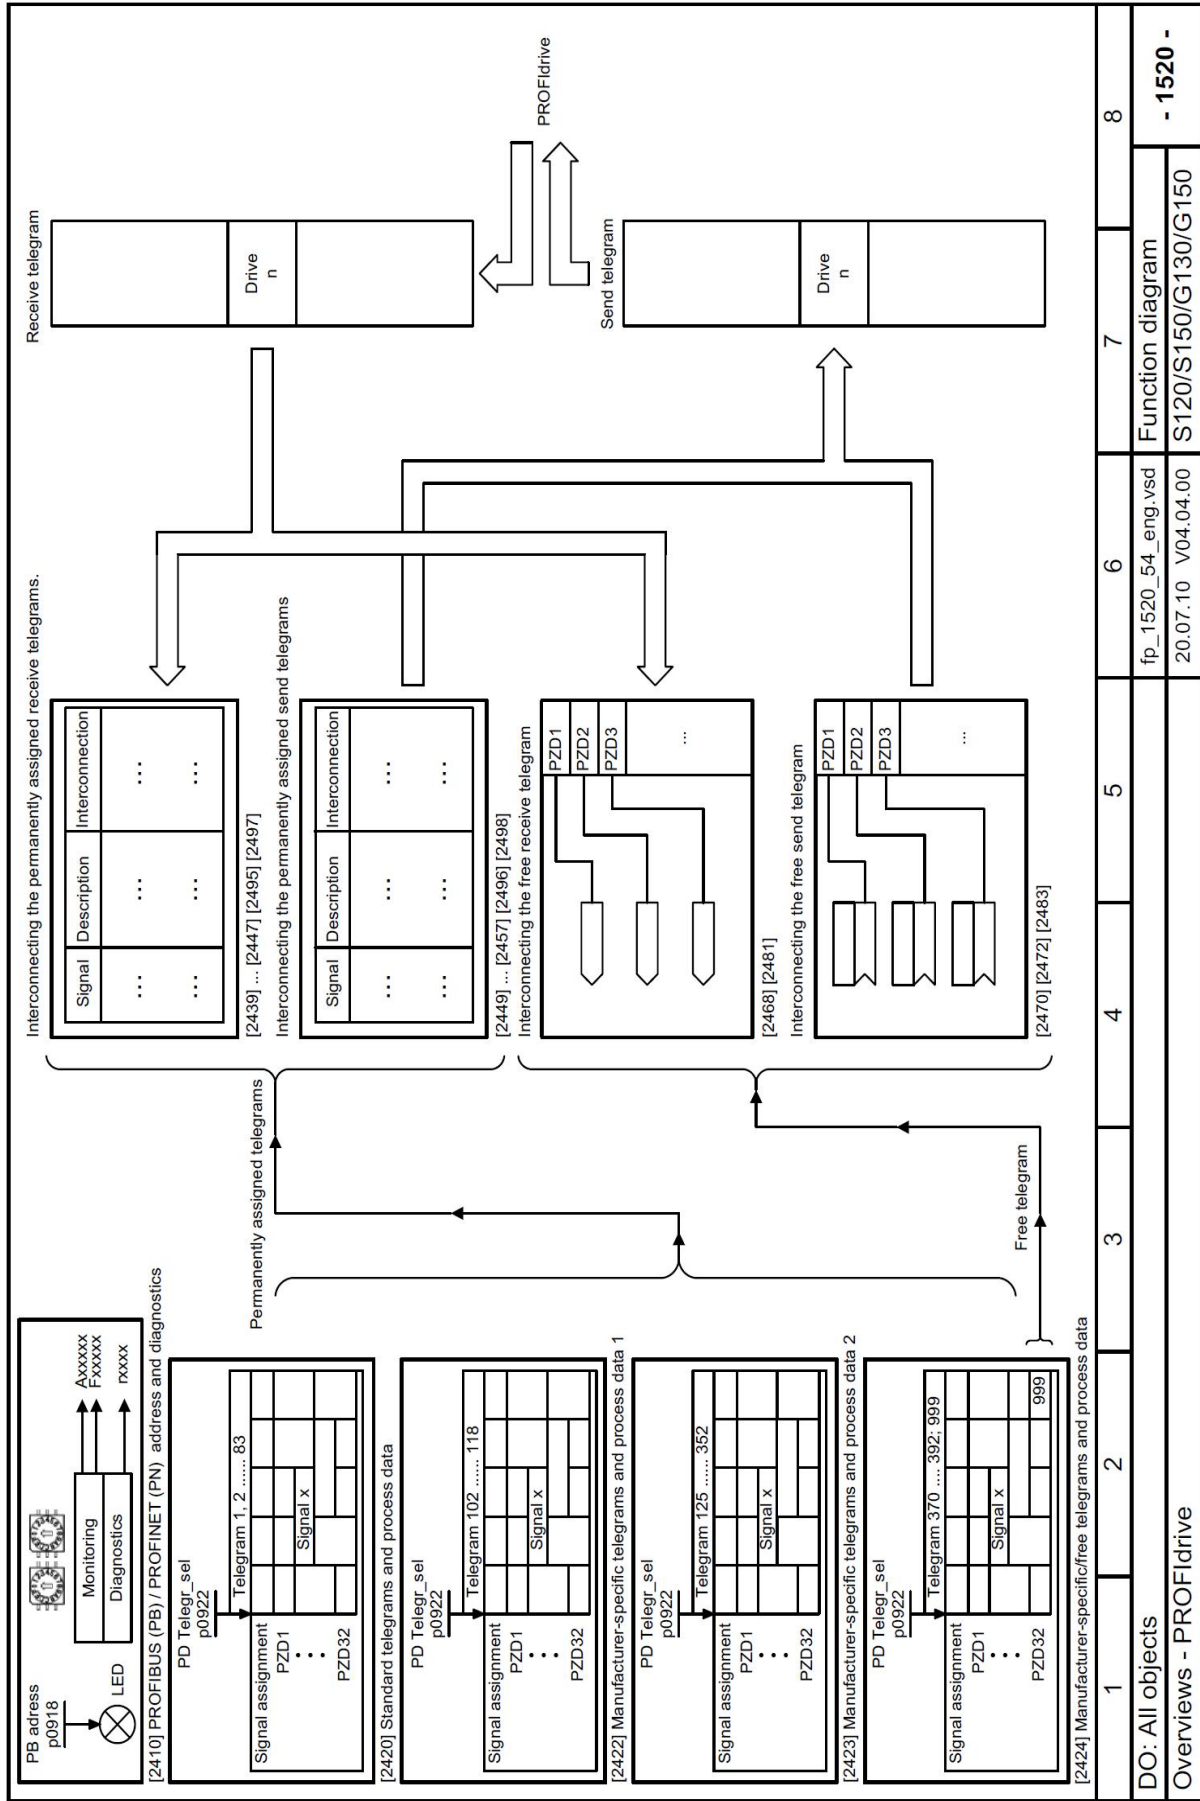 PB adress
p0918
LED
Monitoring
Diagnostics
Axxxxx
Fxxxxx
rxxxx
[2410] PROFIBUS (PB) / PROFINET (PN) address and diagnostics
PD Telegr_sel
p0922
Telegram 1, 2 ...... 83
Signal assignment
PZD1
PZD32
Signal x
[2420] Standard telegrams and process data
PD Telegr_sel
p0922
Telegram 102 ...... 118
Signal assignment
PZD1
PZD32
Signal x
[2422] Manufacturer-specific telegrams and process data 1
PD Telegr_sel
p0922
Telegram 125 ...... 352
Signal assignment
PZD1
PZD32
Signal x
[2423] Manufacturer-specific telegrams and process data 2
PD Telegr_sel
p0922
Telegram 370 .... 392; 999
Signal assignment
PZD1
PZD32
Signal x
999
[2424] Manufacturer-specific/free telegrams and process data
Permanently assigned telegrams
Free telegram
Interconnecting the permanently assigned receive telegrams.
Signal Description Interconnection
... ... ...
... ... ...
[2439] ... [2447] [2495] [2497]
Interconnecting the permanently assigned send telegrams
Signal Description Interconnection
... ... ...
... ... ...
[2449] ... [2457] [2496] [2498]
Interconnecting the free receive telegram
PZD1
PZD2
PZD3
...
[2468] [2481]
Interconnecting the free send telegram
PZD1
PZD2
PZD3
...
[2470] [2472] [2483]
Receive telegram
Drive
n
PROFIdrive
Send telegram
Drive
n
1 2 3 4 5 6 7 8
DO: All objects
Overviews - PROFIdrive
fp_1520_54_eng.vsd
20.07.10 V04.04.00
Function diagram
S120/S150/G130/G150
- 1520 -